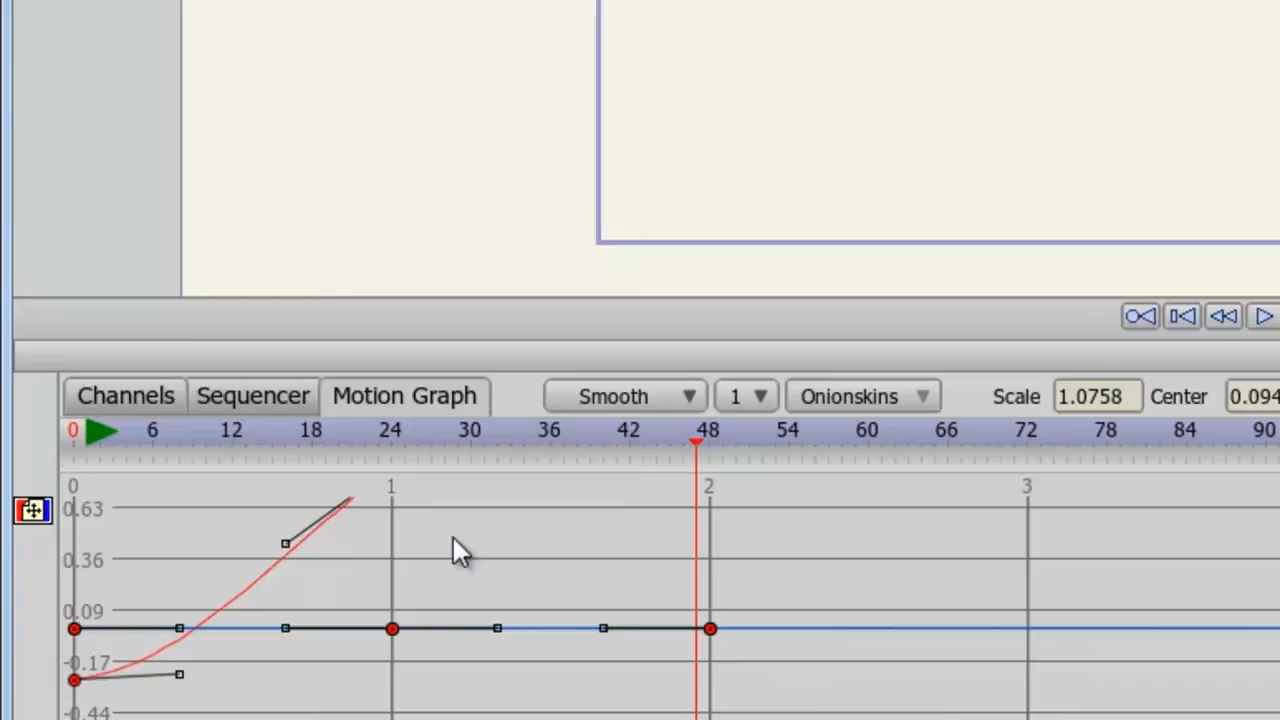 Channels Sequencer Motion Graph Smooth 1 Onionskins Scale 1.0758 Center 0.094
0 6 12 18 24 30 36 42 48 54 60 66 72 78 84 90
0 1 2 3
0.63
0.36
0.09
-0.17
-0.44